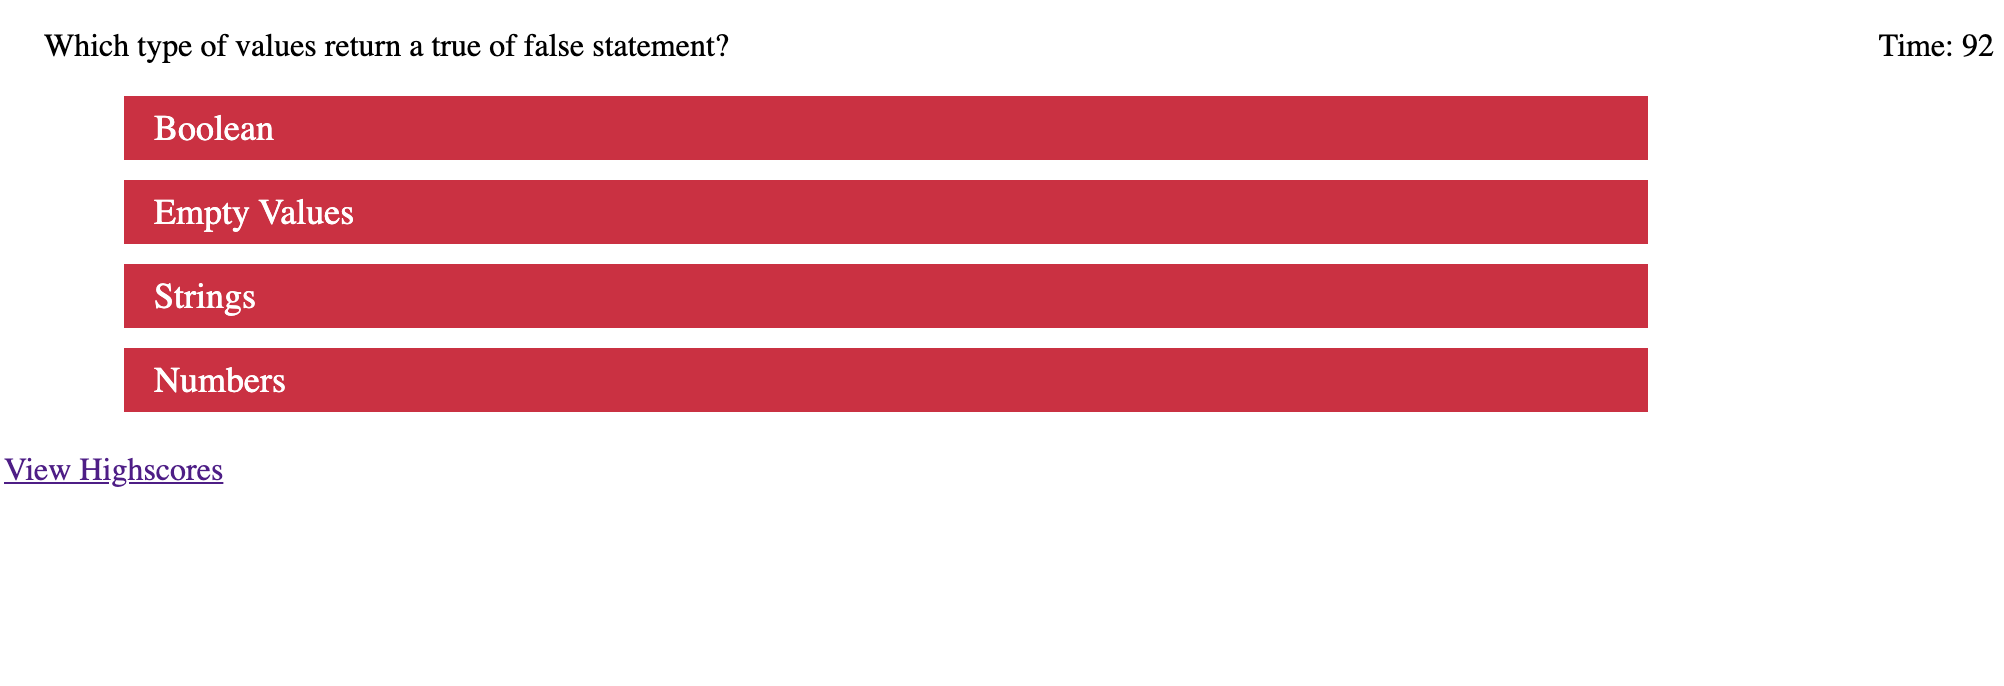 Which type of values return a true of false statement?
Time: 92
Boolean
Empty Values
Strings
Numbers
View Highscores